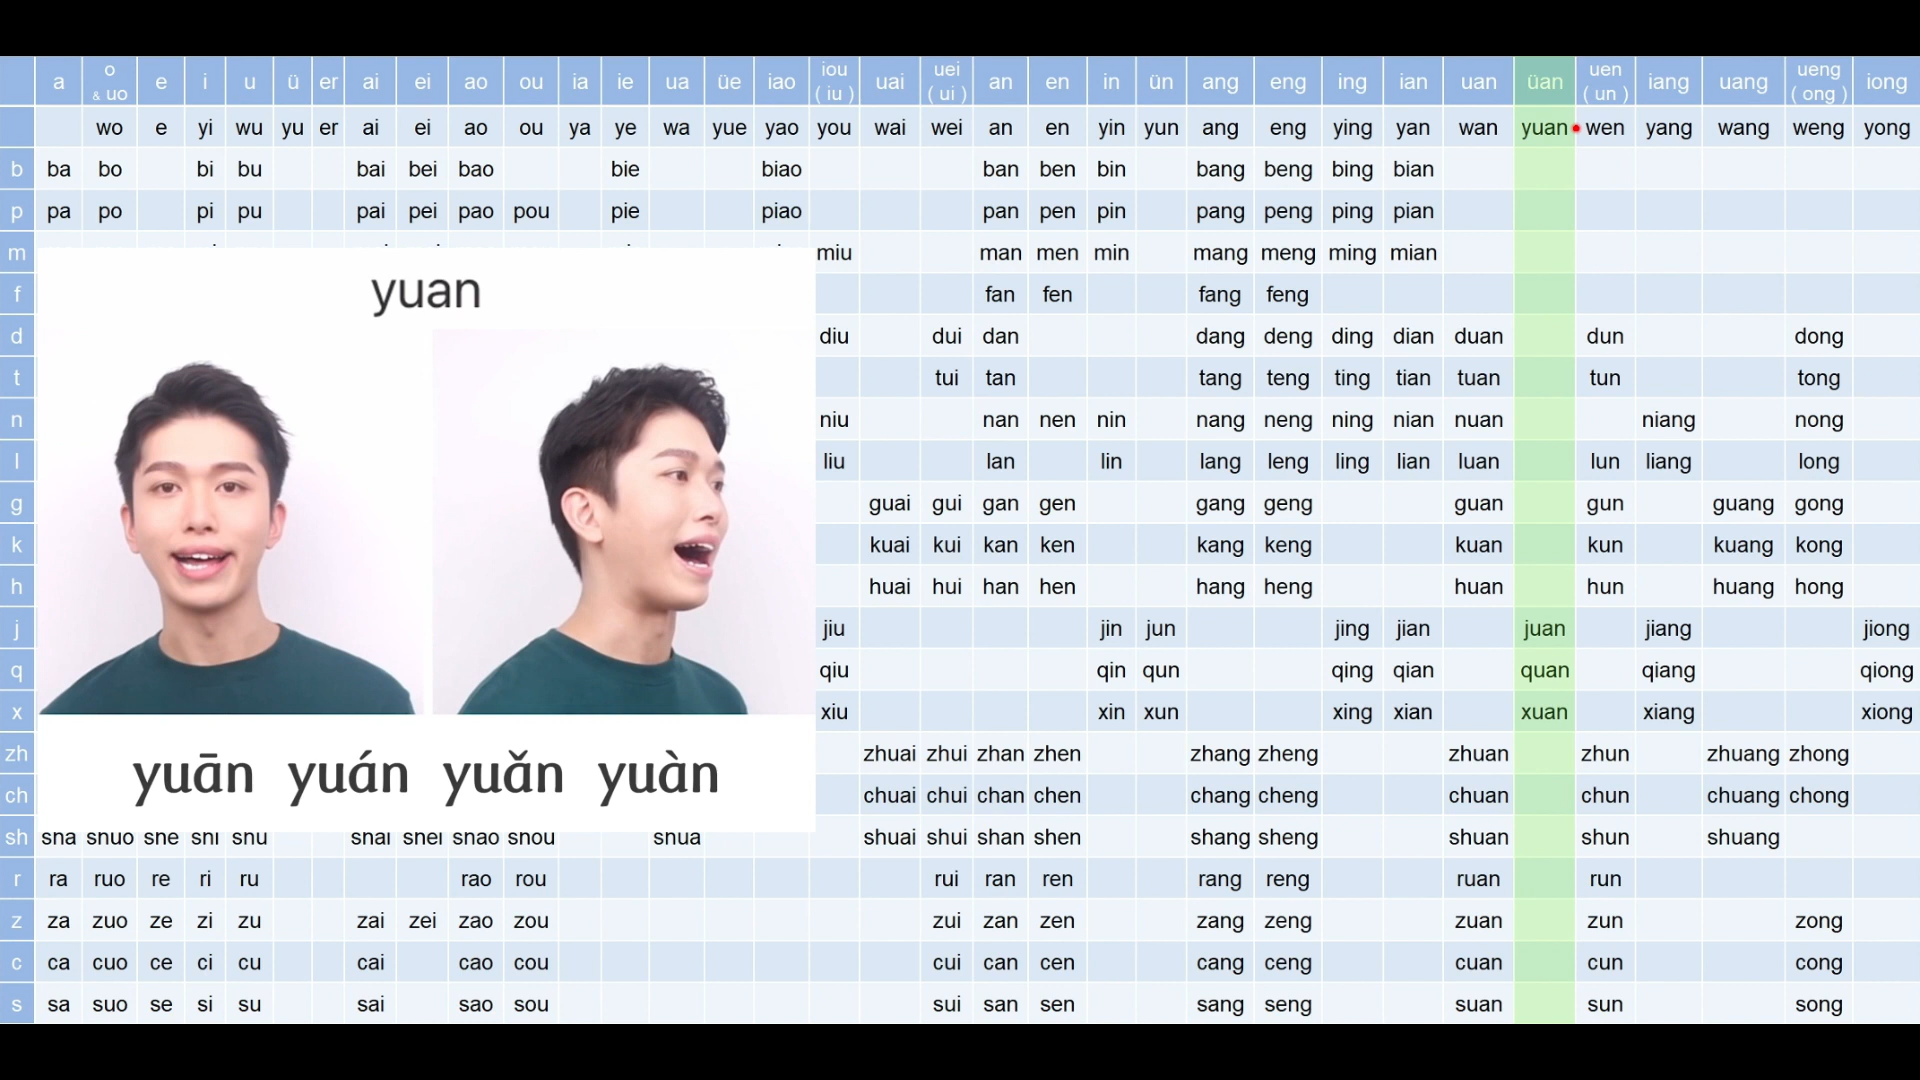 a o & uo e i u ü er ai ei ao ou ia ie ua üe iao iou ( iu ) uai uei ( ui ) an en in ün ang eng ing ian uan üan uen ( un ) iang uang ueng ( ong ) iong
wo e yi wu yu er ai ei ao ou ya ye wa yue yao you wai wei an en yin yun ang eng ying yan wan yuan wen yang wang weng yong
b ba bo bi bu bai bei bao bie biao ban ben bin bang beng bing bian
p pa po pi pu pai pei pao pou pie piao pan pen pin pang peng ping pian
m miu man men min mang meng ming mian
f fan fen fang feng
d diu dui dan dang deng ding dian duan dun dong
t tui tan tang teng ting tian tuan tun tong
n niu nan nen nin nang neng ning nian nuan niang nong
l liu lan lin lang leng ling lian luan lun liang long
g guai gui gan gen gang geng guan gun guang gong
k kuai kui kan ken kang keng kuan kun kuang kong
h huai hui han hen hang heng huan hun huang hong
j jiu jin jun jing jian juan jiang jiong
q qiu qin qun qing qian quan qiang qiong
x xiu xin xun xing xian xuan xiang xiong
zh zhuai zhui zhan zhen zhang zheng zhuan zhun zhuang zhong
ch chuai chui chan chen chang cheng chuan chun chuang chong
sh sha shuo she shi shu shai shei shao shou shua shuai shui shan shen shang sheng shuan shun shuang
r ra ruo re ri ru rao rou rui ran ren rang reng ruan run
z za zuo ze zi zu zai zei zao zou zui zan zen zang zeng zuan zun zong
c ca cuo ce ci cu cai cao cou cui can cen cang ceng cuan cun cong
s sa suo se si su sai sao sou sui san sen sang seng suan sun song
yuan
yuān yuán yuǎn yuàn